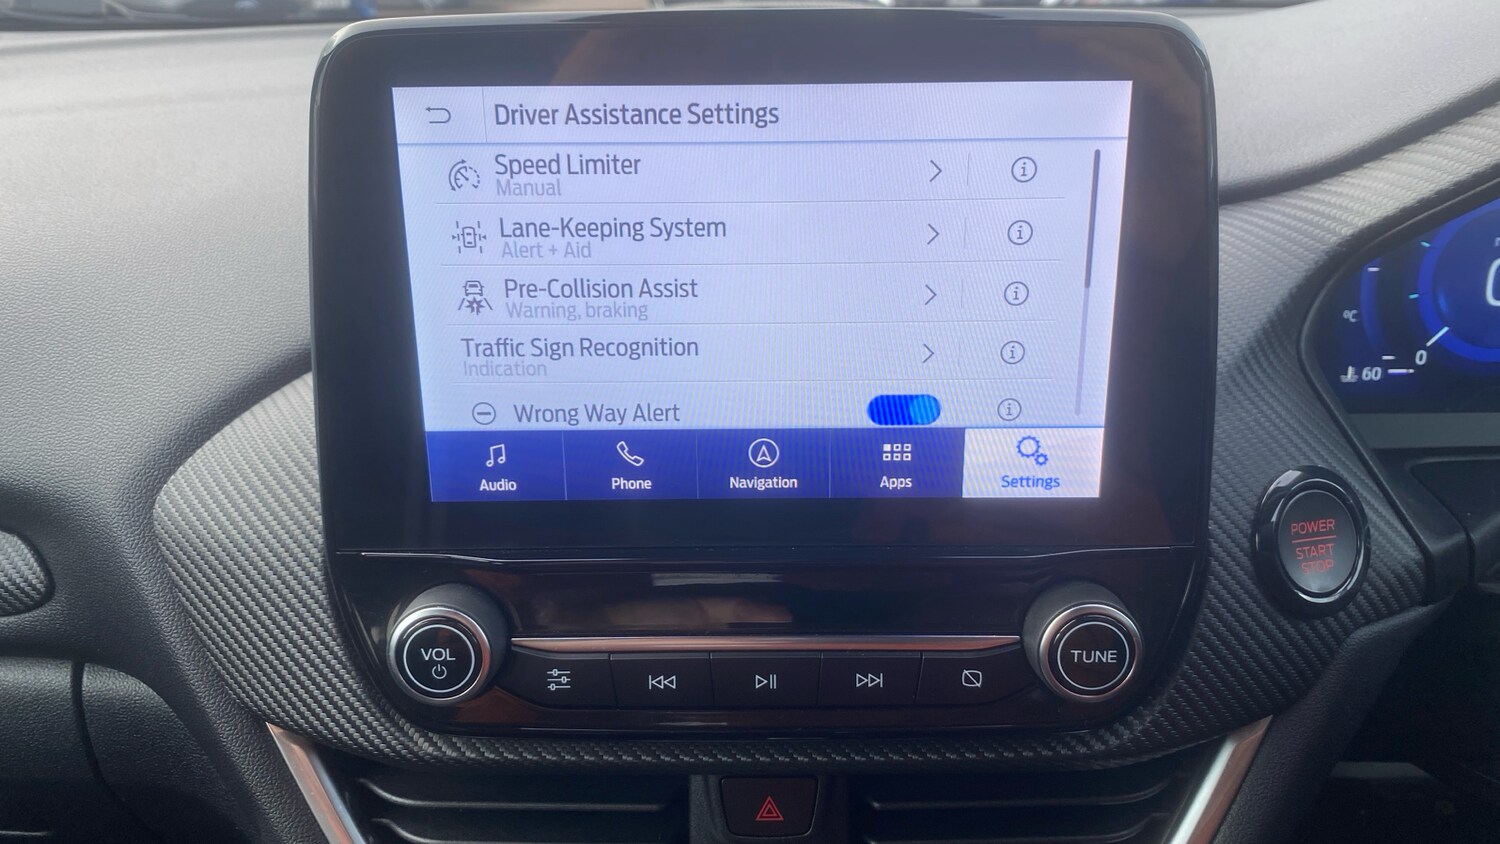 Driver Assistance Settings
Speed Limiter
Manual
Lane-Keeping System
Alert + Aid
Pre-Collision Assist
Warning, braking
Traffic Sign Recognition
Indication
Wrong Way Alert
Audio
Phone
Navigation
Apps
Settings
°C
60
0
POWER
START
STOP
VOL
TUNE